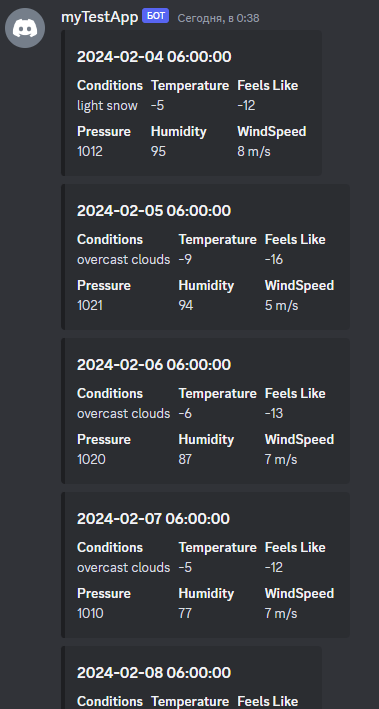 myTestApp БОТ Сегодня, в 0:38
2024-02-04 06:00:00
Conditions Temperature Feels Like
light snow -5 -12
Pressure Humidity WindSpeed
1012 95 8 m/s
2024-02-05 06:00:00
Conditions Temperature Feels Like
overcast clouds -9 -16
Pressure Humidity WindSpeed
1021 94 5 m/s
2024-02-06 06:00:00
Conditions Temperature Feels Like
overcast clouds -6 -13
Pressure Humidity WindSpeed
1020 87 7 m/s
2024-02-07 06:00:00
Conditions Temperature Feels Like
overcast clouds -5 -12
Pressure Humidity WindSpeed
1010 77 7 m/s
2024-02-08 06:00:00
Conditions Temperature Feels Like